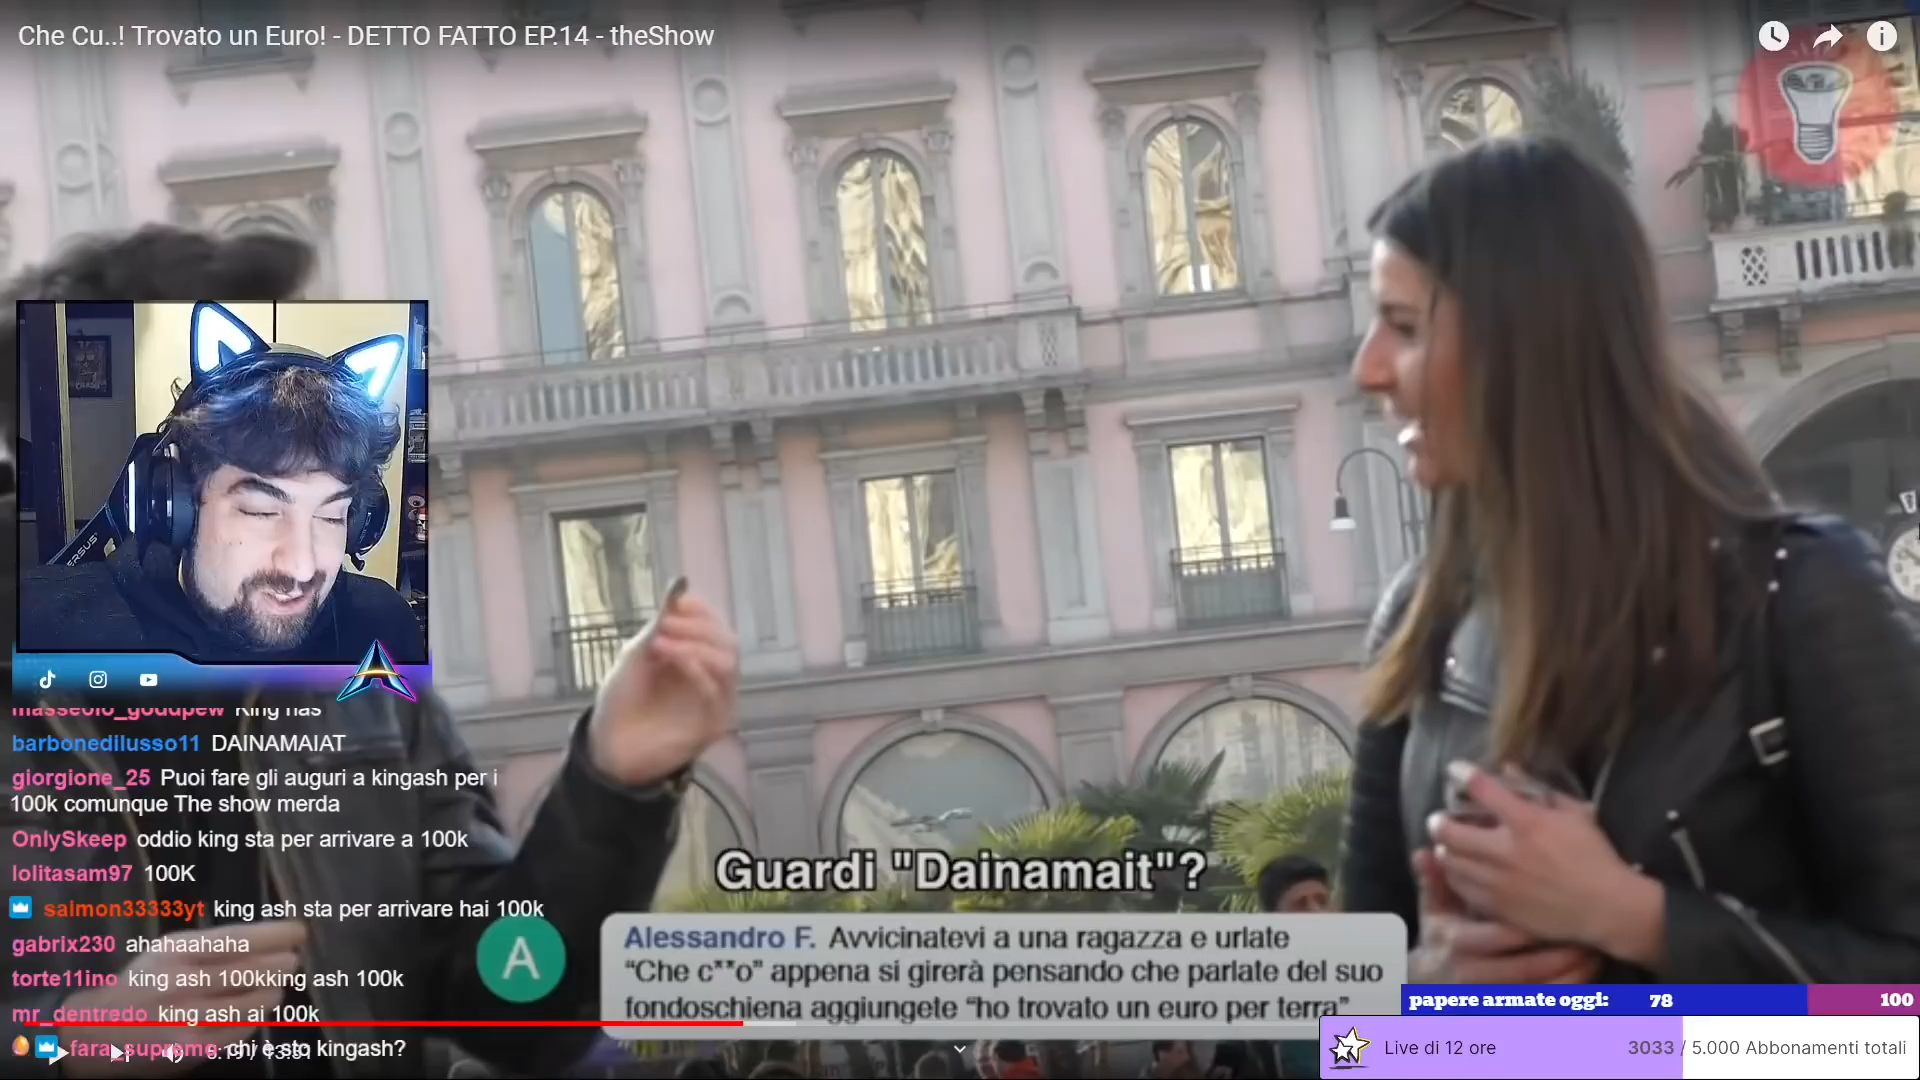 Che Cu..! Trovato un Euro! - DETTO FATTO EP.14 - theShow
King has
barbonedilusso11 DAINAMAIAT
giorgione_25 Puoi fare gli auguri a kingash per i
100k comunque The show merda
OnlySkeep oddio king sta per arrivare a 100k
lolitasam97 100K
saimon33333yt king ash sta per arrivare hai 100k
gabrix230 ahahaahaha
torte11ino king ash 100kking ash 100k
mr_dentredo king ash ai 100k
fara_supreme chi è sto kingash?
Guardi "Dainamait"?
A
Alessandro F. Avvicinatevi a una ragazza e urlate
“Che c**o” appena si girerà pensando che parlate del suo
fondoschiena aggiungete “ho trovato un euro per terra”
papere armate oggi: 78 100
Live di 12 ore 3033 / 5.000 Abbonamenti totali